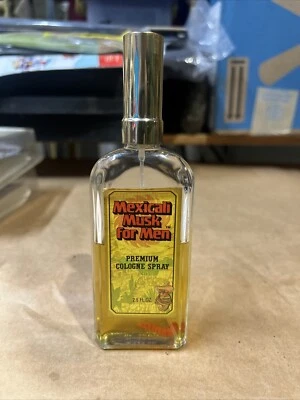 Mexicali
Musk
for Men
PREMIUM
COLOGNE SPRAY